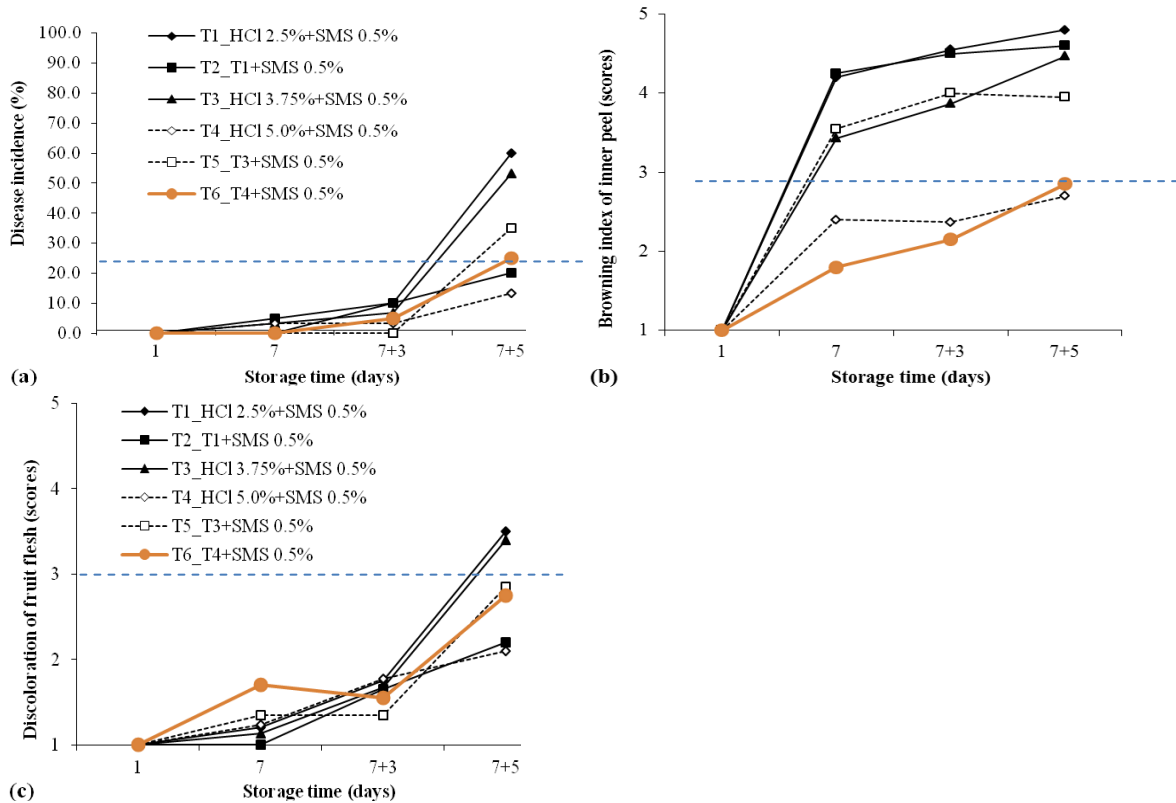 100.0
90.0
80.0
70.0
60.0
50.0
40.0
30.0
20.0
10.0
0.0
Disease incidence (%)
T1_HCl 2.5%+SMS 0.5%
T2_T1+SMS 0.5%
T3_HCl 3.75%+SMS 0.5%
T4_HCl 5.0%+SMS 0.5%
T5_T3+SMS 0.5%
T6_T4+SMS 0.5%
1 7 7+3 7+5
Storage time (days)
(a)
5
4
3
2
1
Browning index of inner peel (scores)
1 7 7+3 7+5
Storage time (days)
(b)
5
4
3
2
1
Discoloration of fruit flesh (scores)
T1_HCl 2.5%+SMS 0.5%
T2_T1+SMS 0.5%
T3_HCl 3.75%+SMS 0.5%
T4_HCl 5.0%+SMS 0.5%
T5_T3+SMS 0.5%
T6_T4+SMS 0.5%
1 7 7+3 7+5
Storage time (days)
(c)